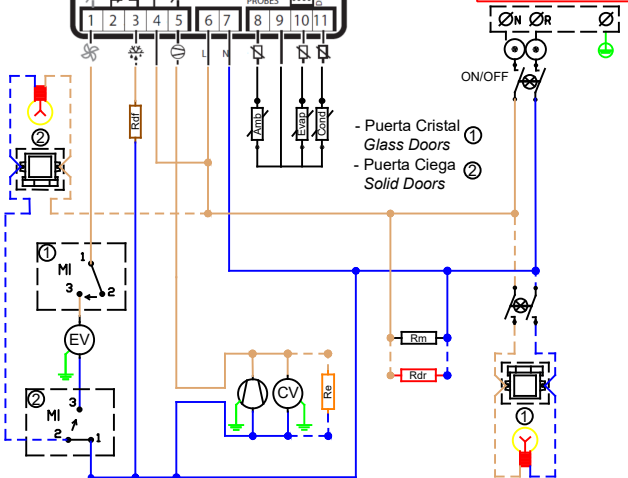 PROBES
1 2 3 4 5 6 7 8 9 10 11
L N
ØN ØR Ø
ON/OFF
Rdf
Amb
Evap
Cond
- Puerta Cristal ①
Glass Doors
- Puerta Ciega ②
Solid Doors
②
①
MI
1
3
2
EV
②
MI
3
2
1
CV
Re
Rm
Rdr
①